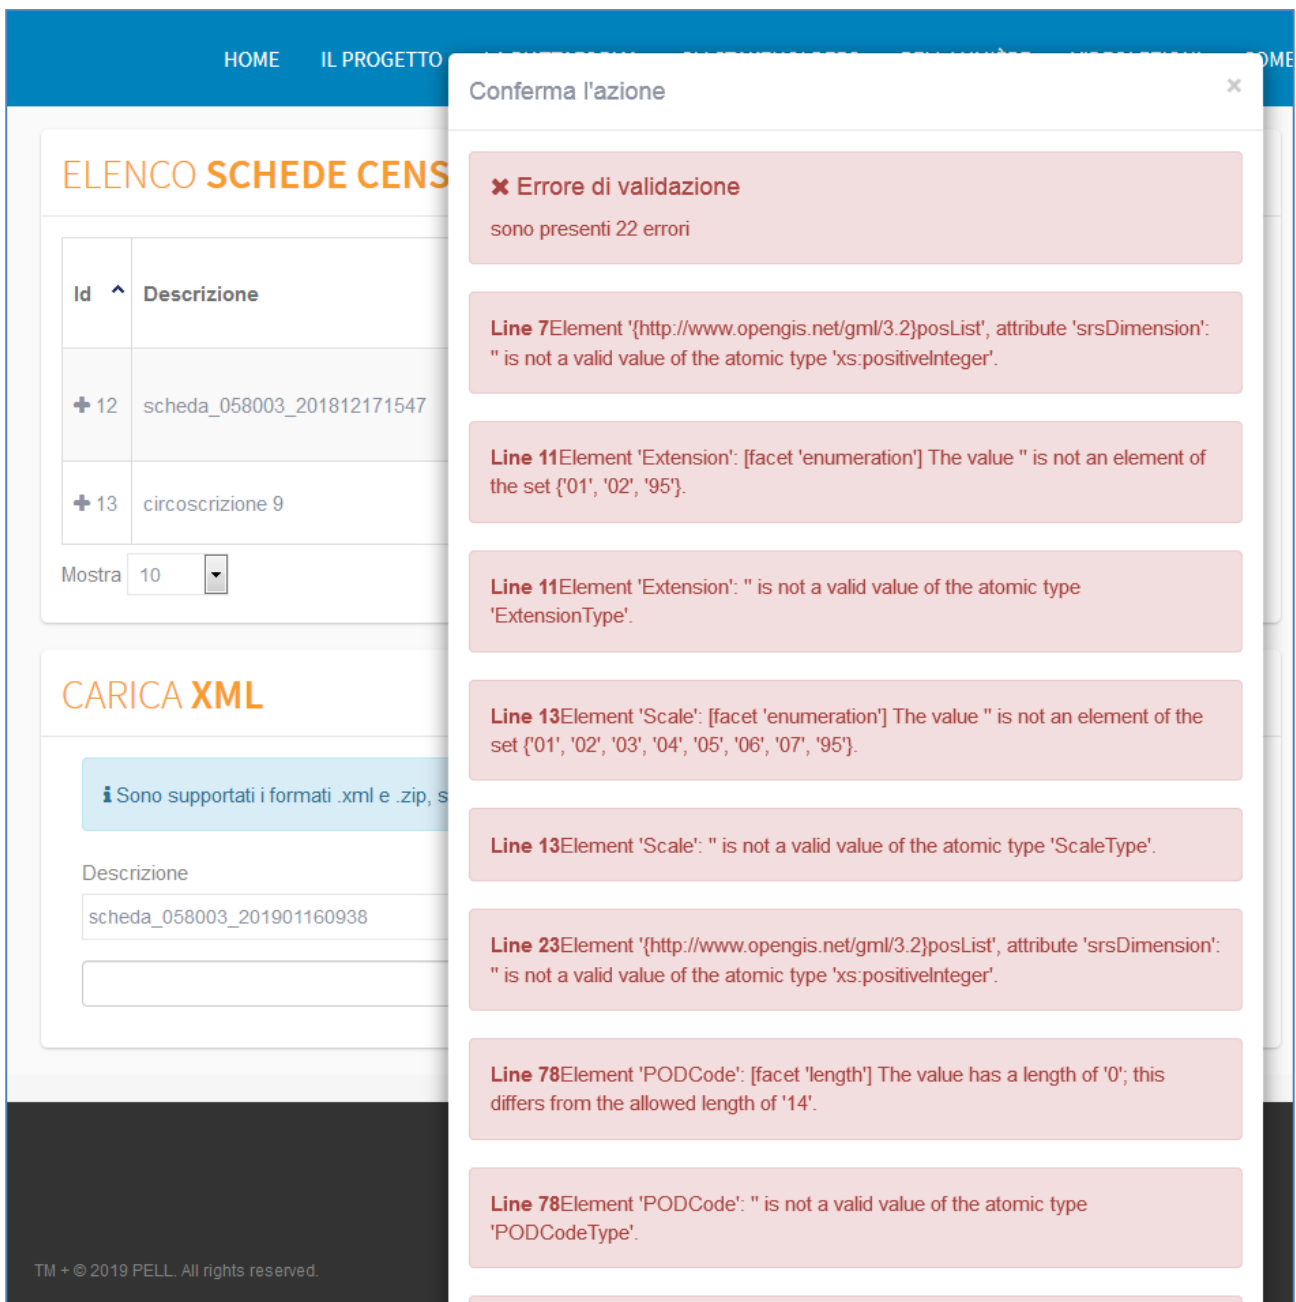 HOME IL PROGETTO
Conferma l'azione ×
ELENCO SCHEDE CENS
Id Descrizione
12 scheda_058003_201812171547
13 circoscrizione 9
Mostra 10
CARICA XML
Sono supportati i formati .xml e .zip, s
Descrizione
scheda_058003_201901160938
TM + © 2019 PELL. All rights reserved.
Errore di validazione
sono presenti 22 errori
Line 7Element '{http://www.opengis.net/gml/3.2}posList', attribute 'srsDimension':
'' is not a valid value of the atomic type 'xs:positiveInteger'.
Line 11Element 'Extension': [facet 'enumeration'] The value '' is not an element of
the set {'01', '02', '95'}.
Line 11Element 'Extension': '' is not a valid value of the atomic type
'ExtensionType'.
Line 13Element 'Scale': [facet 'enumeration'] The value '' is not an element of the
set {'01', '02', '03', '04', '05', '06', '07', '95'}.
Line 13Element 'Scale': '' is not a valid value of the atomic type 'ScaleType'.
Line 23Element '{http://www.opengis.net/gml/3.2}posList', attribute 'srsDimension':
'' is not a valid value of the atomic type 'xs:positiveInteger'.
Line 78Element 'PODCode': [facet 'length'] The value has a length of '0'; this
differs from the allowed length of '14'.
Line 78Element 'PODCode': '' is not a valid value of the atomic type
'PODCodeType'.